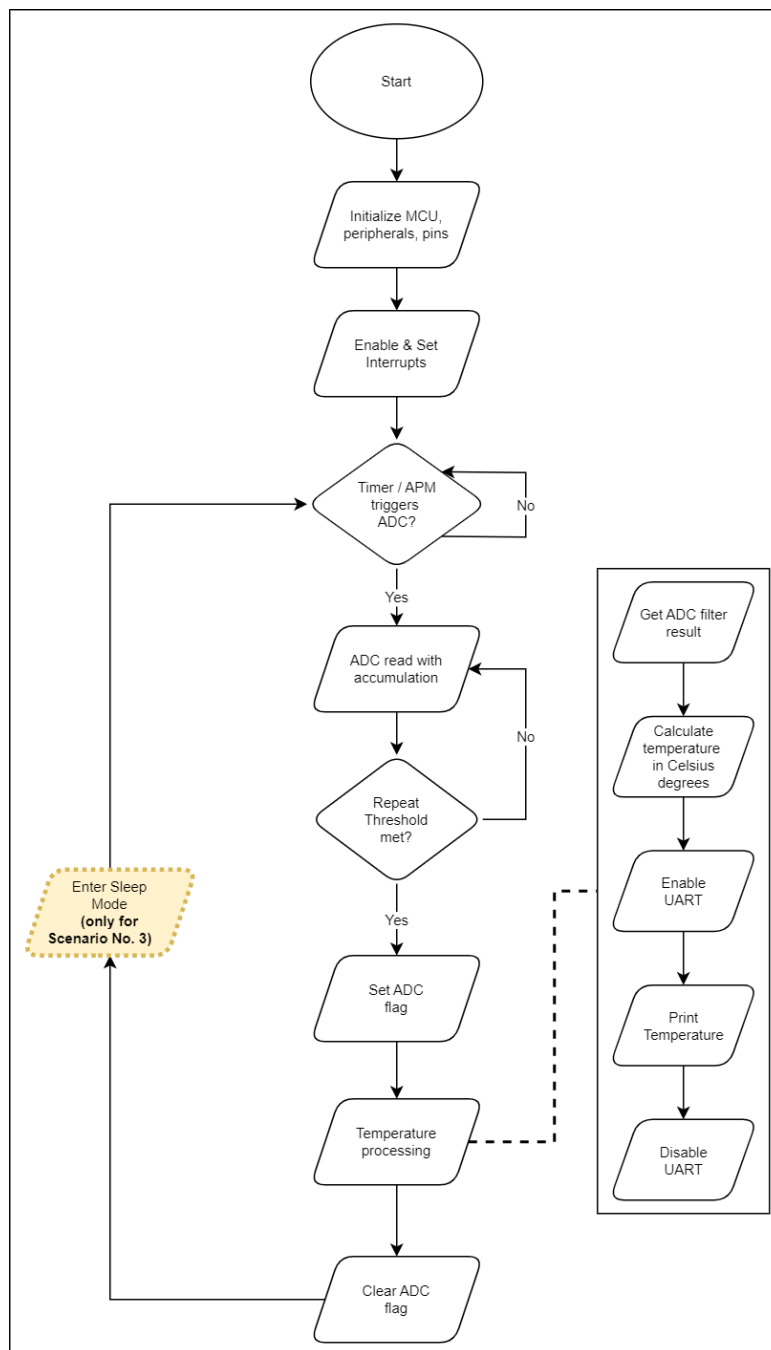 Start
Initialize MCU,
peripherals, pins
Enable & Set
Interrupts
Timer / APM
triggers
ADC?
No
Yes
ADC read with
accumulation
No
Repeat
Threshold
met?
Yes
Set ADC
flag
Temperature
processing
Clear ADC
flag
Enter Sleep
Mode
(only for
Scenario No. 3)
Get ADC filter
result
Calculate
temperature
in Celsius
degrees
Enable
UART
Print
Temperature
Disable
UART